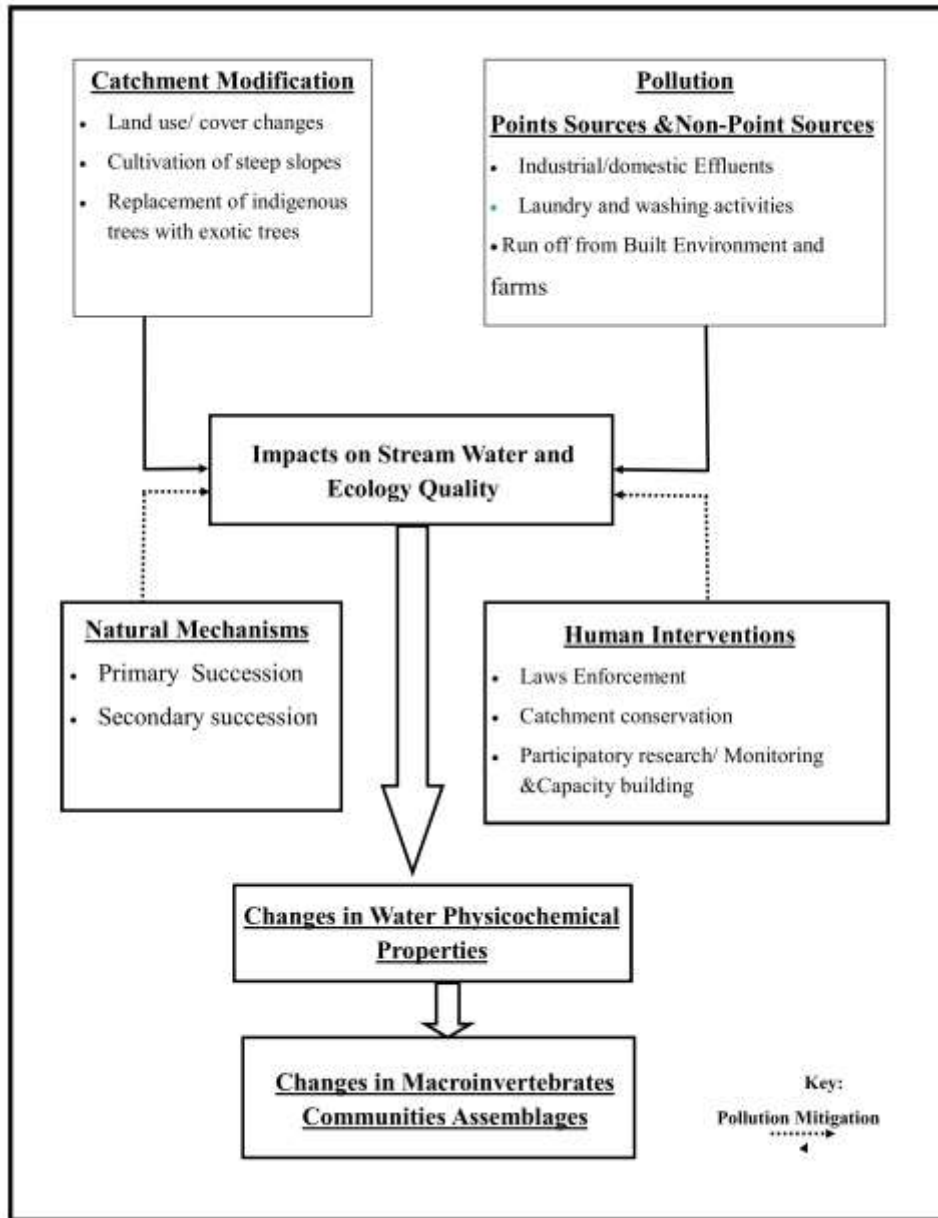 Catchment Modification
• Land use/ cover changes
• Cultivation of steep slopes
• Replacement of indigenous
trees with exotic trees
Pollution
Points Sources &Non-Point Sources
• Industrial/domestic Effluents
• Laundry and washing activities
• Run off from Built Environment and
farms
Impacts on Stream Water and
Ecology Quality
Natural Mechanisms
• Primary Succession
• Secondary succession
Human Interventions
• Laws Enforcement
• Catchment conservation
• Participatory research/ Monitoring
&Capacity building
Changes in Water Physicochemical
Properties
Changes in Macroinvertebrates
Communities Assemblages
Key:
Pollution Mitigation